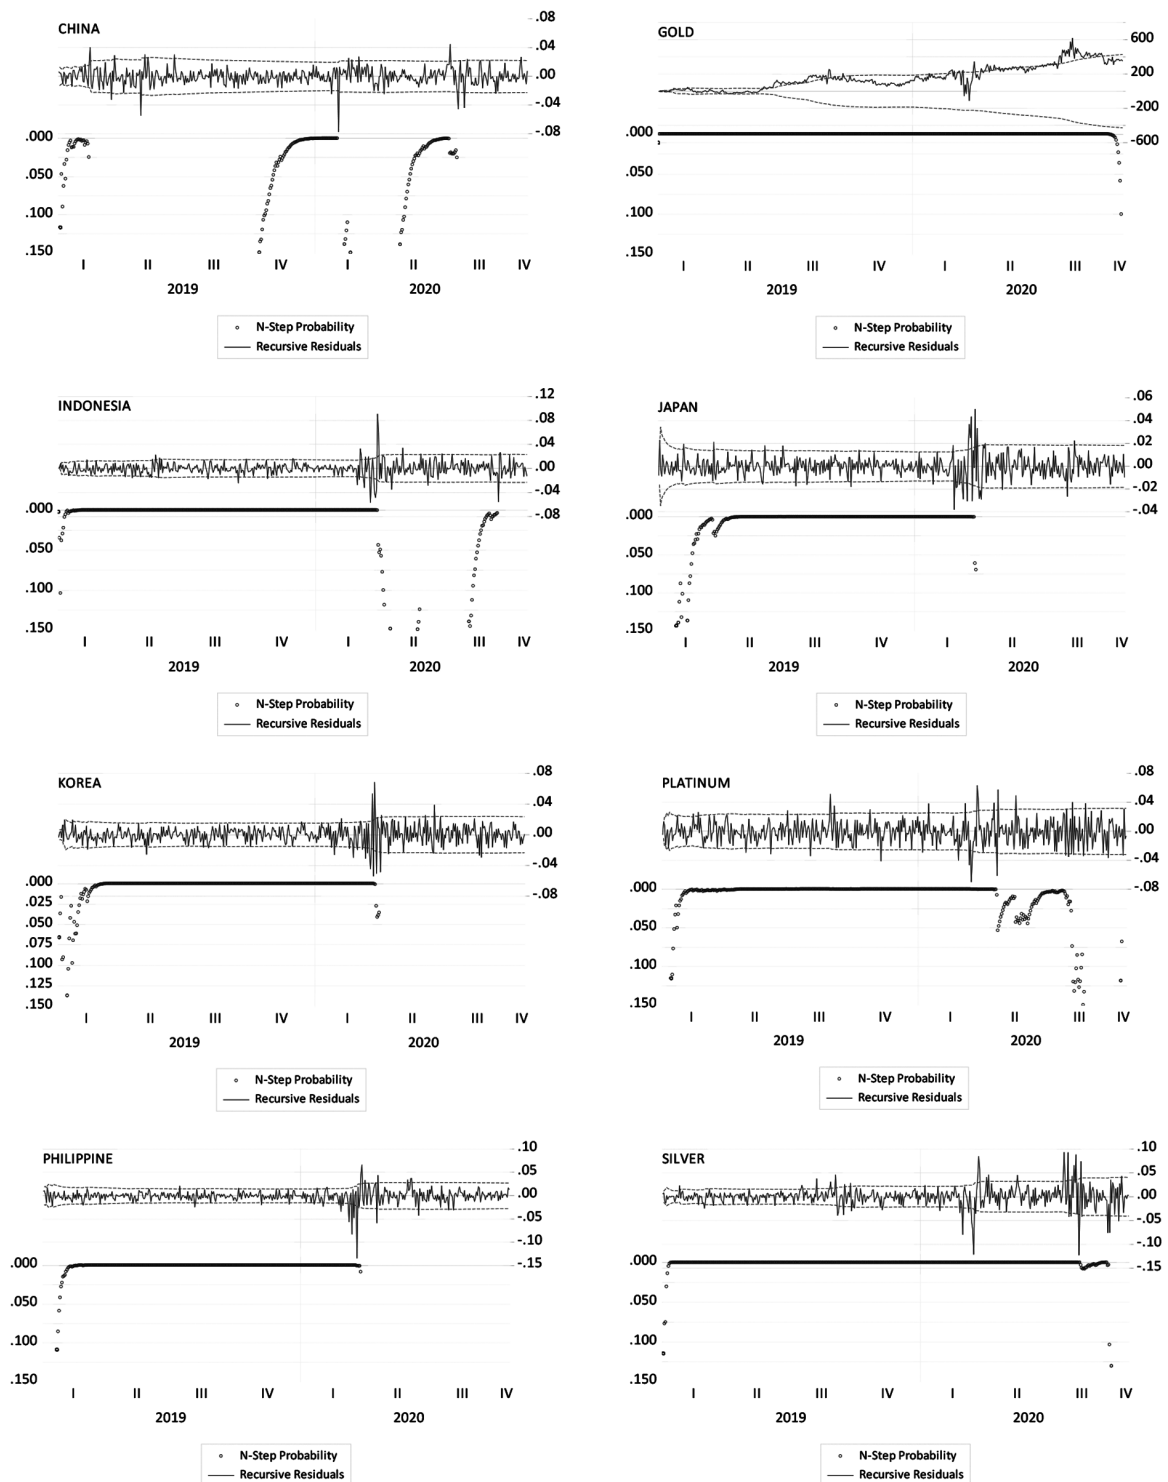 CHINA
.08
.04
.00
-.04
-.08
.000
.050
.100
.150
I II III IV I II III IV
2019 2020
N-Step Probability
Recursive Residuals
GOLD
600
200
-200
-600
.000
.050
.100
.150
I II III IV I II III IV
2019 2020
N-Step Probability
Recursive Residuals
INDONESIA
.12
.08
.04
.00
-.04
-.08
.000
.050
.100
.150
I II III IV I II III IV
2019 2020
N-Step Probability
Recursive Residuals
JAPAN
.06
.04
.02
.00
-.02
-.04
.000
.050
.100
.150
I II III IV I II III IV
2019 2020
N-Step Probability
Recursive Residuals
KOREA
.08
.04
.00
-.04
-.08
.000
.025
.050
.075
.100
.125
.150
I II III IV I II III IV
2019 2020
N-Step Probability
Recursive Residuals
PLATINUM
.08
.04
.00
-.04
-.08
.000
.050
.100
.150
I II III IV I II III IV
2019 2020
N-Step Probability
Recursive Residuals
PHILIPPINE
.10
.05
.00
-.05
-.10
-.15
.000
.050
.100
.150
I II III IV I II III IV
2019 2020
N-Step Probability
Recursive Residuals
SILVER
.10
.05
.00
-.05
-.10
-.15
.000
.050
.100
.150
I II III IV I II III IV
2019 2020
N-Step Probability
Recursive Residuals